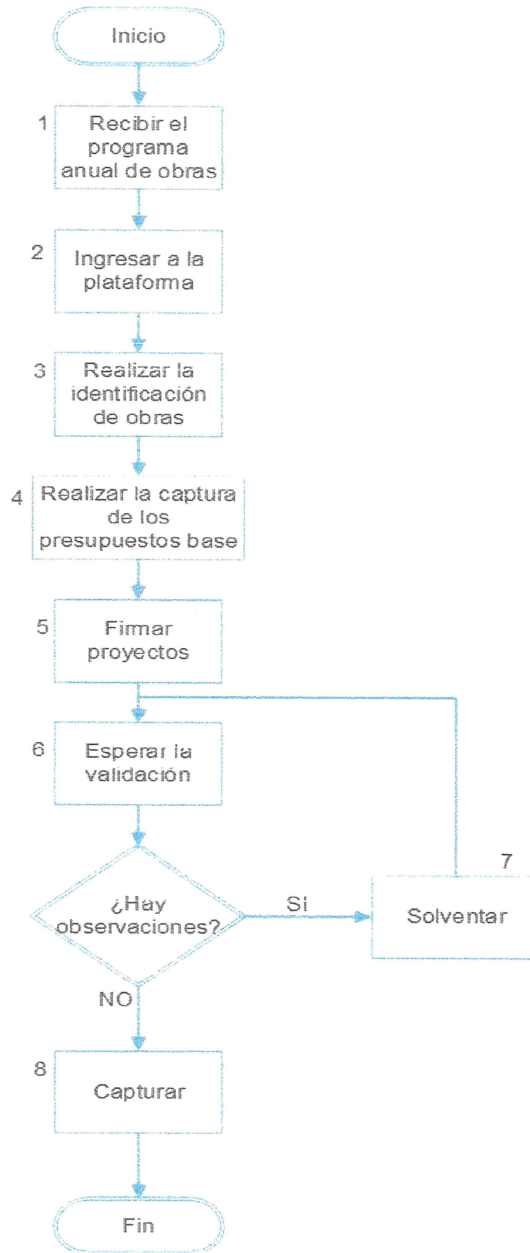 Inicio
1
Recibir el
programa
anual de obras
2
Ingresar a la
plataforma
3
Realizar la
identificación
de obras
4
Realizar la captura
de los
presupuestos base
5
Firmar
proyectos
6
Esperar la
validación
¿Hay
observaciones?
Si
7
Solventar
NO
8
Capturar
Fin